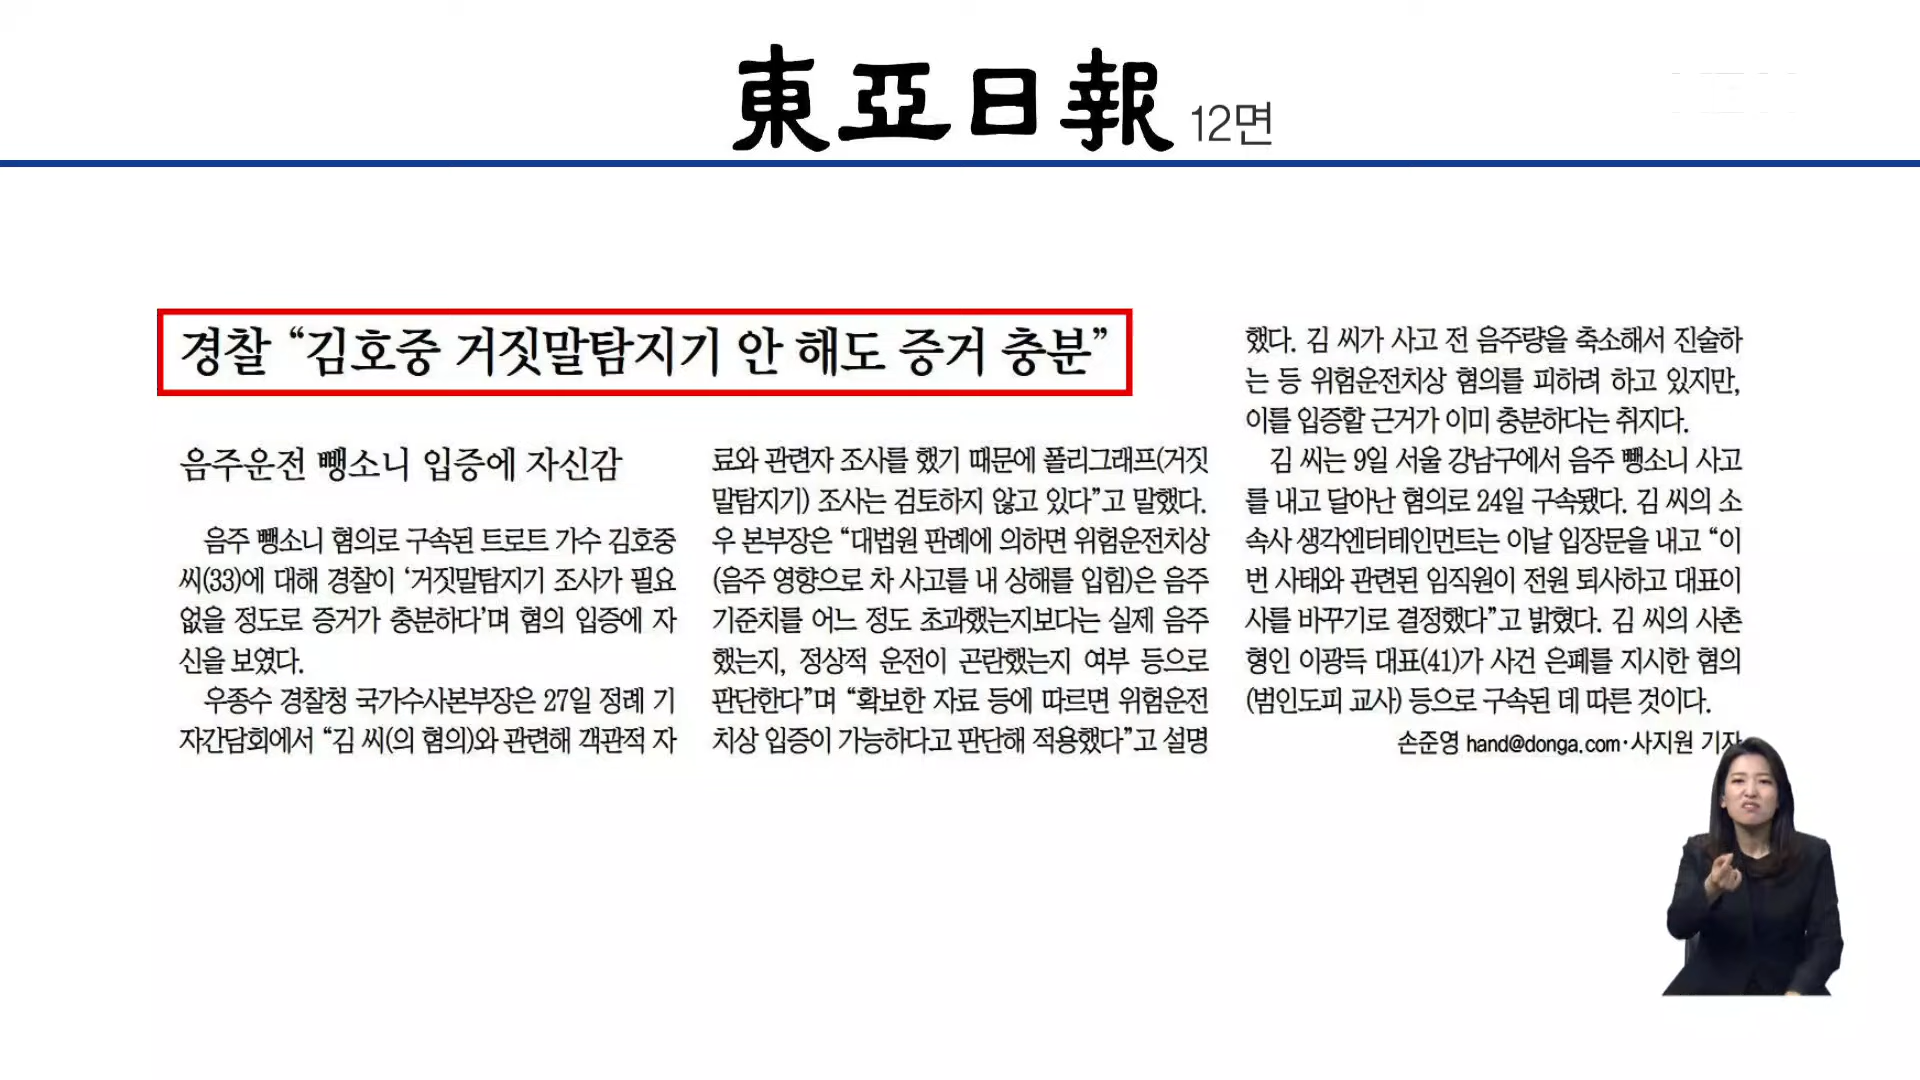 東亞日報 12면
경찰 “김호중 거짓말탐지기 안 해도 증거 충분”
음주운전 뺑소니 입증에 자신감
음주 뺑소니 혐의로 구속된 트로트 가수 김호중
씨(33)에 대해 경찰이 ‘거짓말탐지기 조사가 필요
없을 정도로 증거가 충분하다’며 혐의 입증에 자
신을 보였다.
우종수 경찰청 국가수사본부장은 27일 정례 기
자간담회에서 “김 씨(의 혐의)와 관련해 객관적 자
료와 관련자 조사를 했기 때문에 폴리그래프(거짓
말탐지기) 조사는 검토하지 않고 있다”고 말했다.
우 본부장은 “대법원 판례에 의하면 위험운전치상
(음주 영향으로 차 사고를 내 상해를 입힘)은 음주
기준치를 어느 정도 초과했는지보다는 실제 음주
했는지, 정상적 운전이 곤란했는지 여부 등으로
판단한다”며 “확보한 자료 등에 따르면 위험운전
치상 입증이 가능하다고 판단해 적용했다”고 설명
했다. 김 씨가 사고 전 음주량을 축소해서 진술하
는 등 위험운전치상 혐의를 피하려 하고 있지만,
이를 입증할 근거가 이미 충분하다는 취지다.
김 씨는 9일 서울 강남구에서 음주 뺑소니 사고
를 내고 달아난 혐의로 24일 구속됐다. 김 씨의 소
속사 생각엔터테인먼트는 이날 입장문을 내고 “이
번 사태와 관련된 임직원이 전원 퇴사하고 대표이
사를 바꾸기로 결정했다”고 밝혔다. 김 씨의 사촌
형인 이광득 대표(41)가 사건 은폐를 지시한 혐의
(범인도피 교사) 등으로 구속된 데 따른 것이다.
손준영 hand@donga.com·사지원 기자